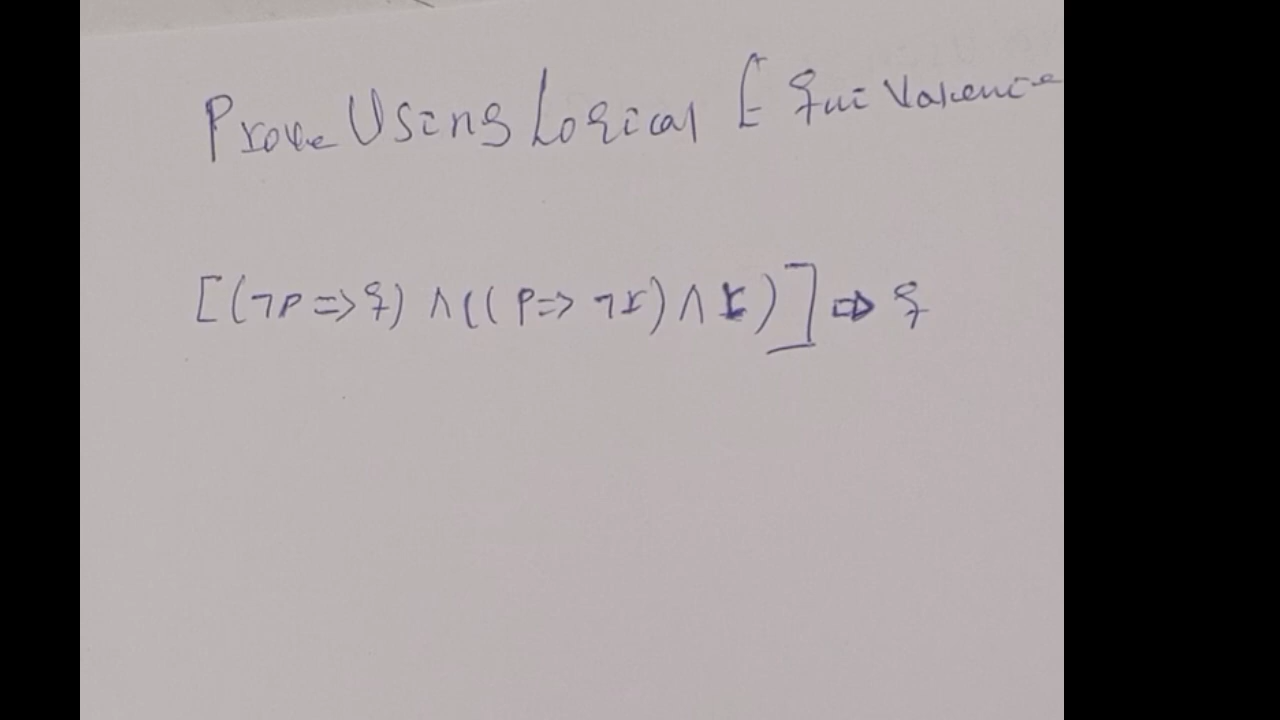 Prove Using Logical Equivalence
[(¬P => q) ∧ ((P => ¬r) ∧ r)] => q